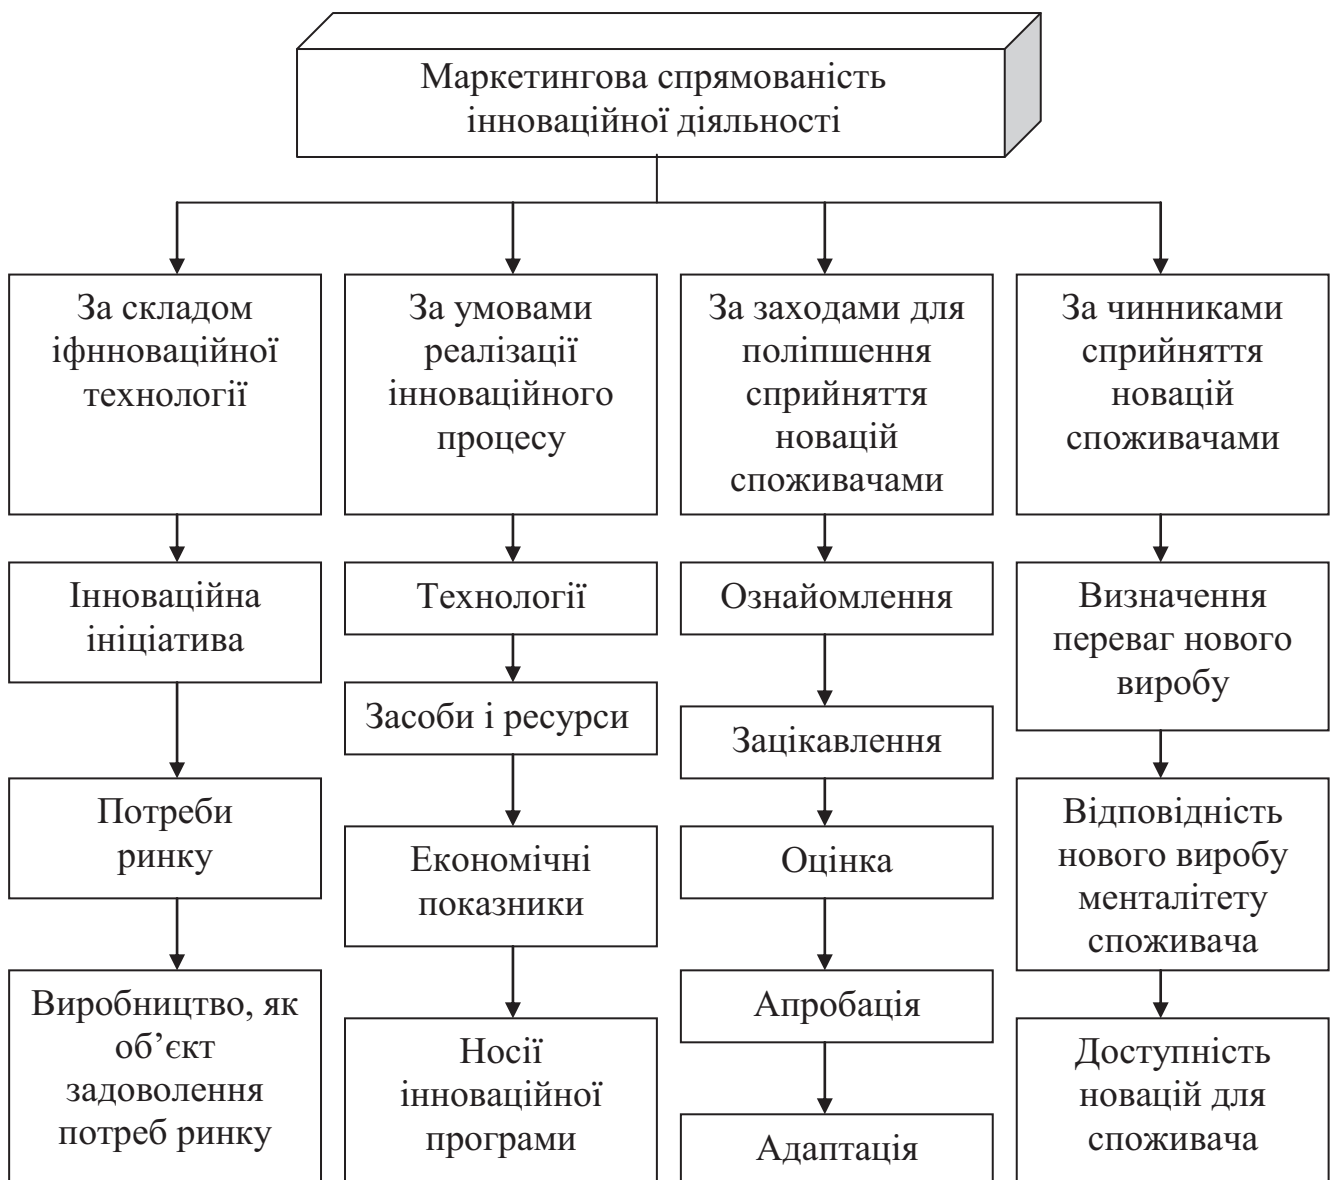 Маркетингова спрямованість
інноваційної діяльності
За складом
іфнноваційної
технології
За умовами
реалізації
інноваційного
процесу
За заходами для
поліпшення
сприйняття
новацій
споживачами
За чинниками
сприйняття
новацій
споживачами
Інноваційна
ініціатива
Потреби
ринку
Виробництво, як
об’єкт
задоволення
потреб ринку
Технології
Засоби і ресурси
Економічні
показники
Носії
інноваційної
програми
Ознайомлення
Зацікавлення
Оцінка
Апробація
Адаптація
Визначення
переваг нового
виробу
Відповідність
нового виробу
менталітету
споживача
Доступність
новацій для
споживача